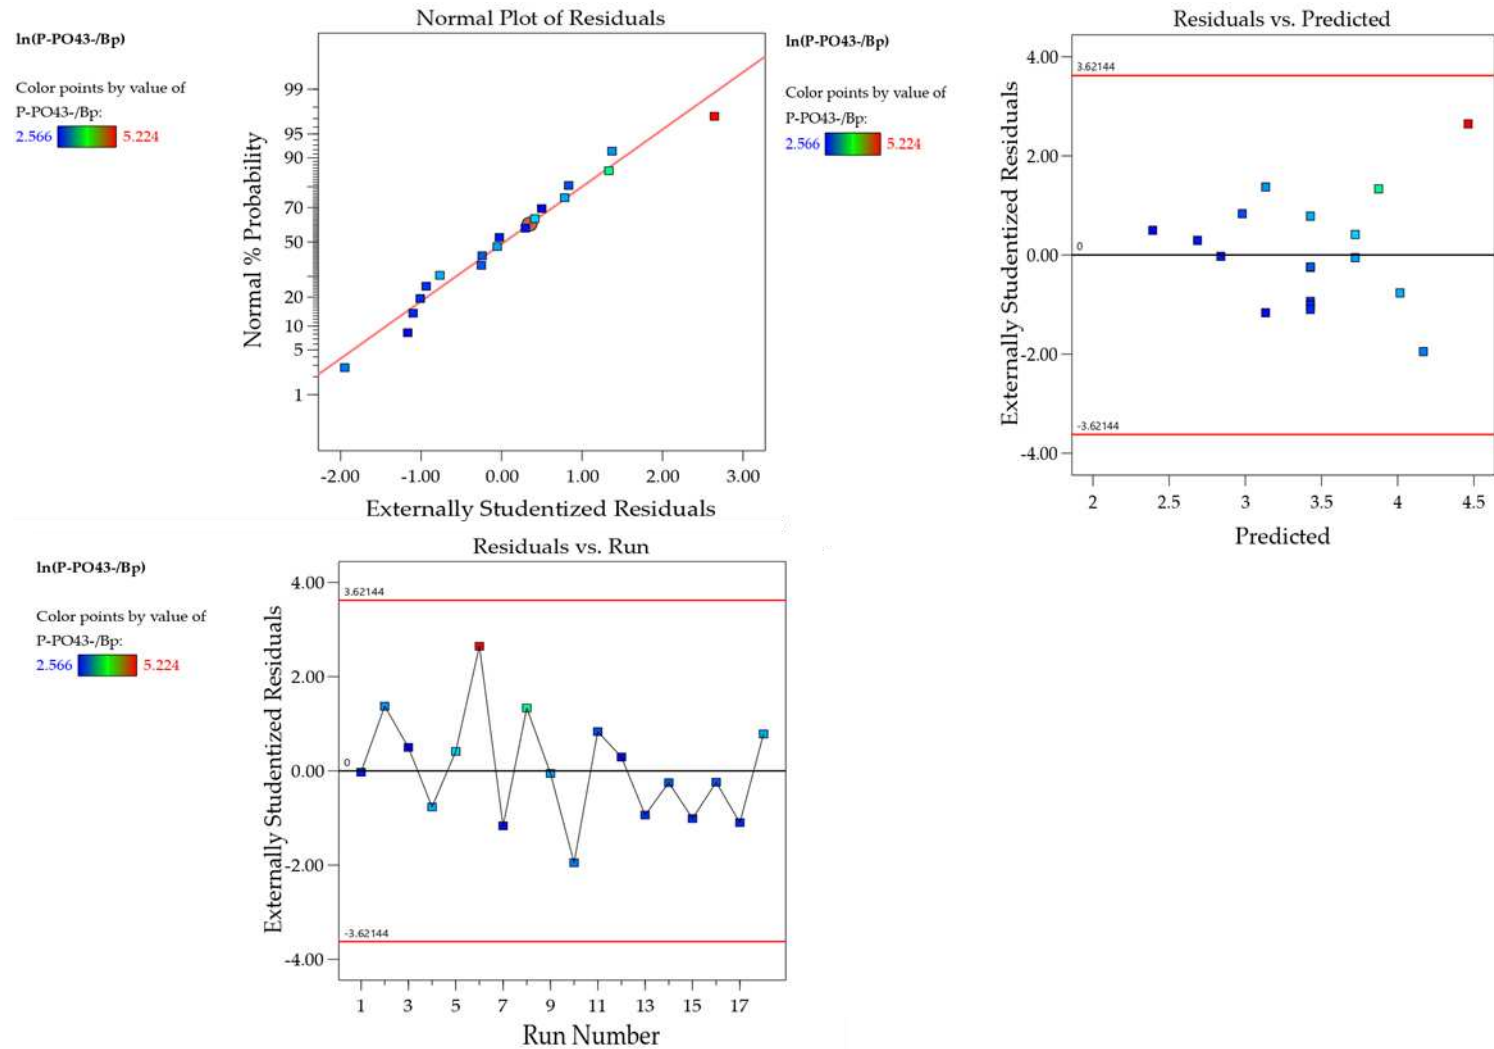 Normal Plot of Residuals
ln(P-PO43-/Bp)
Color points by value of
P-PO43-/Bp:
2.566 5.224
Normal % Probability
99
95
90
70
50
20
10
5
1
-2.00 -1.00 0.00 1.00 2.00 3.00
Externally Studentized Residuals
Residuals vs. Predicted
ln(P-PO43-/Bp)
Color points by value of
P-PO43-/Bp:
2.566 5.224
Externally Studentized Residuals
4.00
3.62144
2.00
0.00
0
-2.00
-3.62144
-4.00
2 2.5 3 3.5 4 4.5
Predicted
Residuals vs. Run
ln(P-PO43-/Bp)
Color points by value of
P-PO43-/Bp:
2.566 5.224
Externally Studentized Residuals
4.00
3.62144
2.00
0
0.00
-2.00
-3.62144
-4.00
1 3 5 7 9 11 13 15 17
Run Number